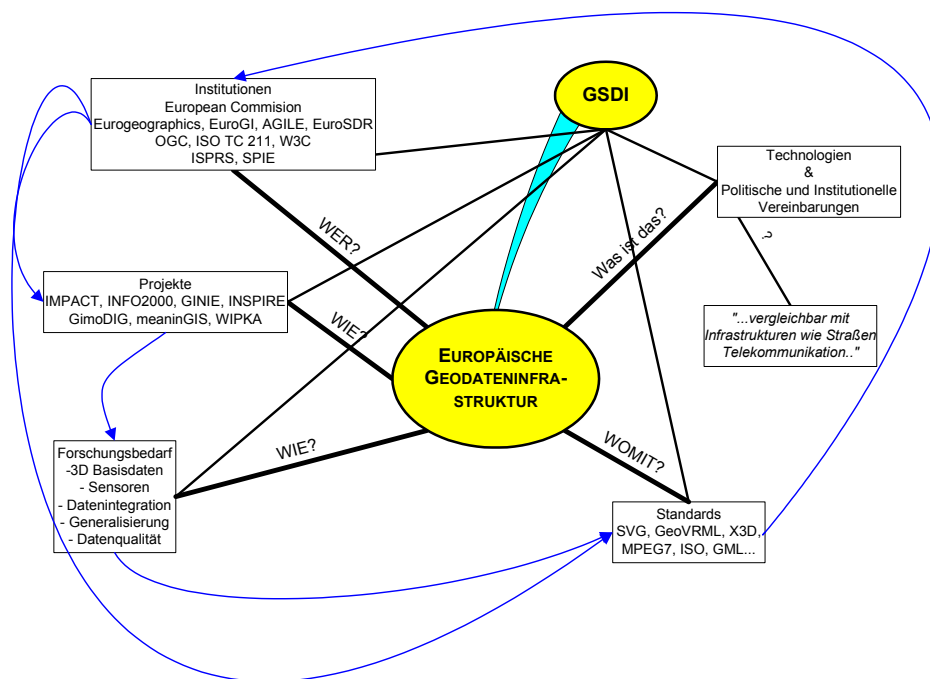 Institutionen
European Commision
Eurogeographics, EuroGI, AGILE, EuroSDR
OGC, ISO TC 211, W3C
ISPRS, SPIE
GSDI
Technologien
&
Politische und Institutionelle
Vereinbarungen
WER?
Was ist das?
?
Projekte
IMPACT, INFO2000, GINIE, INSPIRE
GimoDIG, meaninGIS, WIPKA
WIE?
"...vergleichbar mit
Infrastrukturen wie Straßen
Telekommunikation.."
EUROPÄISCHE
GEODATENINFRA-
STRUKTUR
WIE?
WOMIT?
Forschungsbedarf
-3D Basisdaten
- Sensoren
- Datenintegration
- Generalisierung
- Datenqualität
Standards
SVG, GeoVRML, X3D,
MPEG7, ISO, GML...